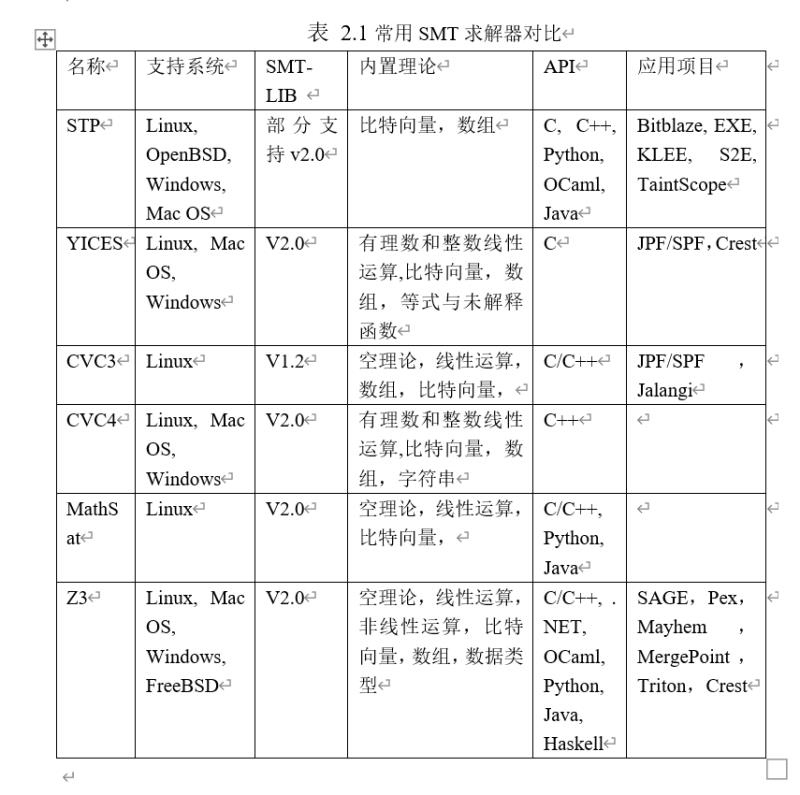 表 2.1 常用 SMT 求解器对比
名称 支持系统 SMT-LIB 内置理论 API 应用项目
STP
Linux,
OpenBSD,
Windows,
Mac OS
部分支
持 v2.0
比特向量，数组
C, C++,
Python,
OCaml,
Java
Bitblaze, EXE,
KLEE, S2E,
TaintScope
YICES
Linux, Mac
OS,
Windows
V2.0
有理数和整数线性
运算,比特向量，数
组，等式与未解释
函数
C
JPF/SPF，Crest
CVC3
Linux
V1.2
空理论，线性运算，
数组，比特向量，
C/C++
JPF/SPF ，
Jalangi
CVC4
Linux, Mac
OS,
Windows
V2.0
有理数和整数线性
运算,比特向量，数
组，字符串
C++
MathS
at
Linux
V2.0
空理论，线性运算，
比特向量，
C/C++,
Python,
Java
Z3
Linux, Mac
OS,
Windows,
FreeBSD
V2.0
空理论，线性运算，
非线性运算，比特
向量，数组，数据类
型
C/C++, .
NET,
OCaml,
Python,
Java,
Haskell
SAGE，Pex，
Mayhem ，
MergePoint ，
Triton，Crest